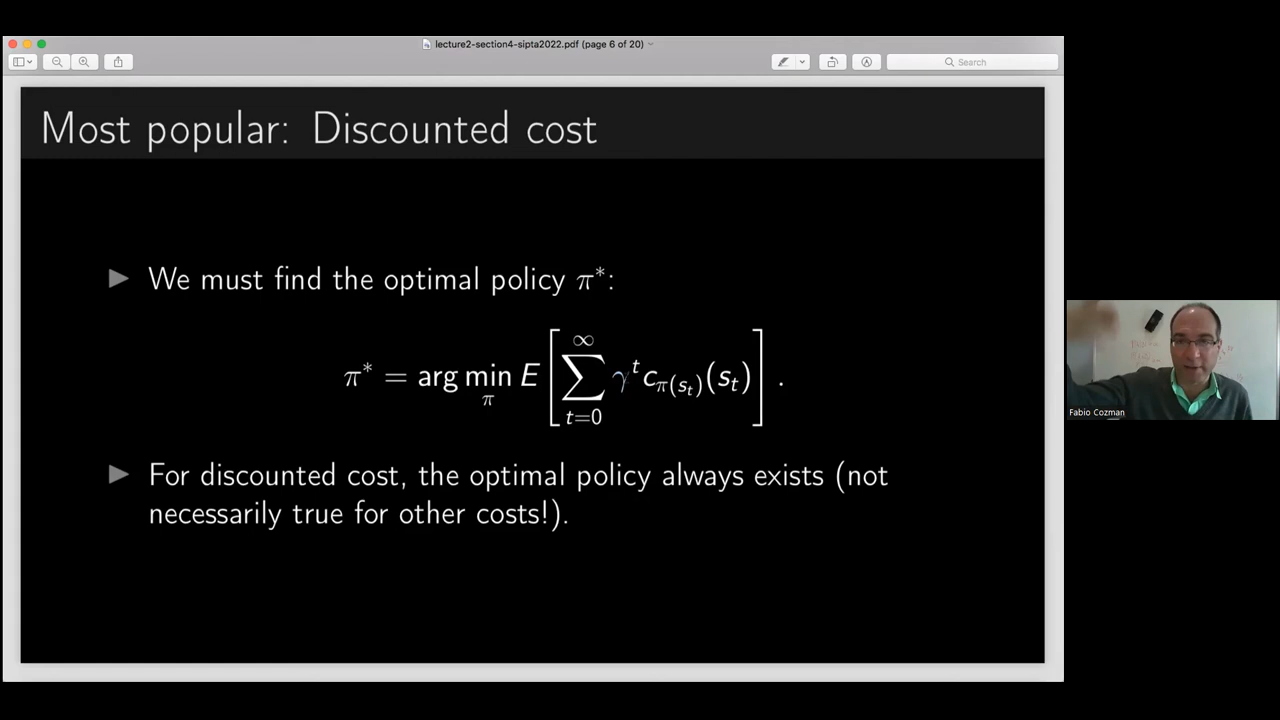 lecture2-section4-sipta2022.pdf (page 6 of 20)
Search
Most popular: Discounted cost
We must find the optimal policy π*:
π* = arg min_π E [ ∑_{t=0}^{∞} γ^t c_{π(s_t)}(s_t) ] .
For discounted cost, the optimal policy always exists (not
necessarily true for other costs!).
Fabio Cozman